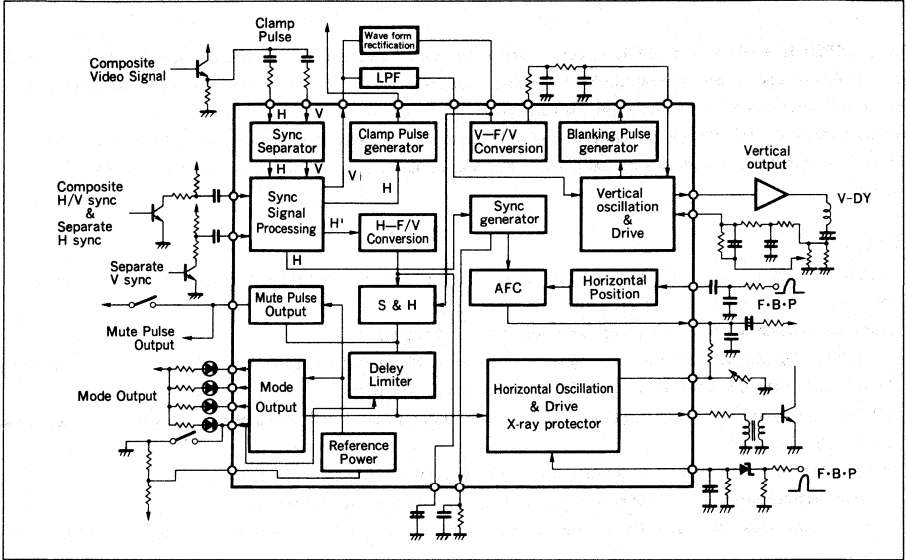 Clamp
Pulse
Composite
Video Signal
Wave form
rectification
LPF
H
V
Sync
Separator
Clamp Pulse
generator
V—F/V
Conversion
Blanking Pulse
generator
Vertical
output
H
V
Vi
H
Composite
H/V sync
&
Separate
H sync
Sync
Signal
Processing
H'
H—F/V
Conversion
Sync
generator
Vertical
oscillation
&
Drive
V-DY
H
Separate
V sync
AFC
Horizontal
Position
F·B·P
Mute Pulse
Output
S & H
Mute Pulse
Output
Mode Output
Mode
Output
Deley
Limiter
Horizontal Oscillation
& Drive
X-ray protector
Reference
Power
F·B·P